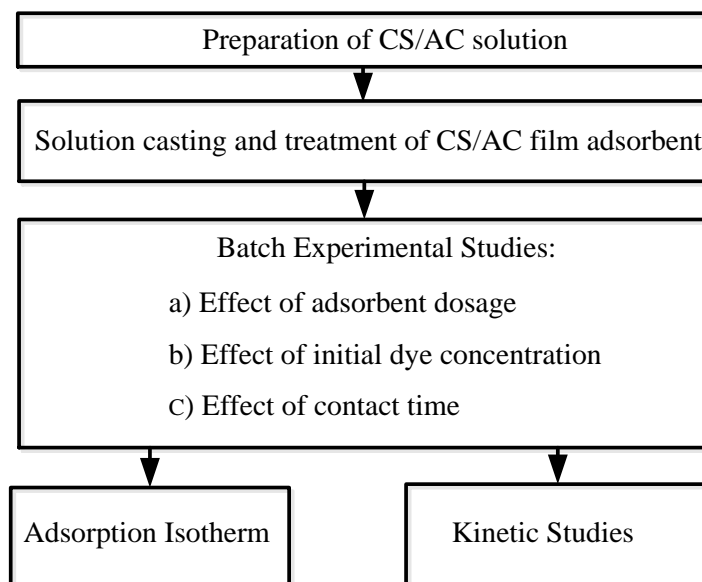 Preparation of CS/AC solution
Solution casting and treatment of CS/AC film adsorbent
Batch Experimental Studies:
a) Effect of adsorbent dosage
b) Effect of initial dye concentration
C) Effect of contact time
Adsorption Isotherm
Kinetic Studies